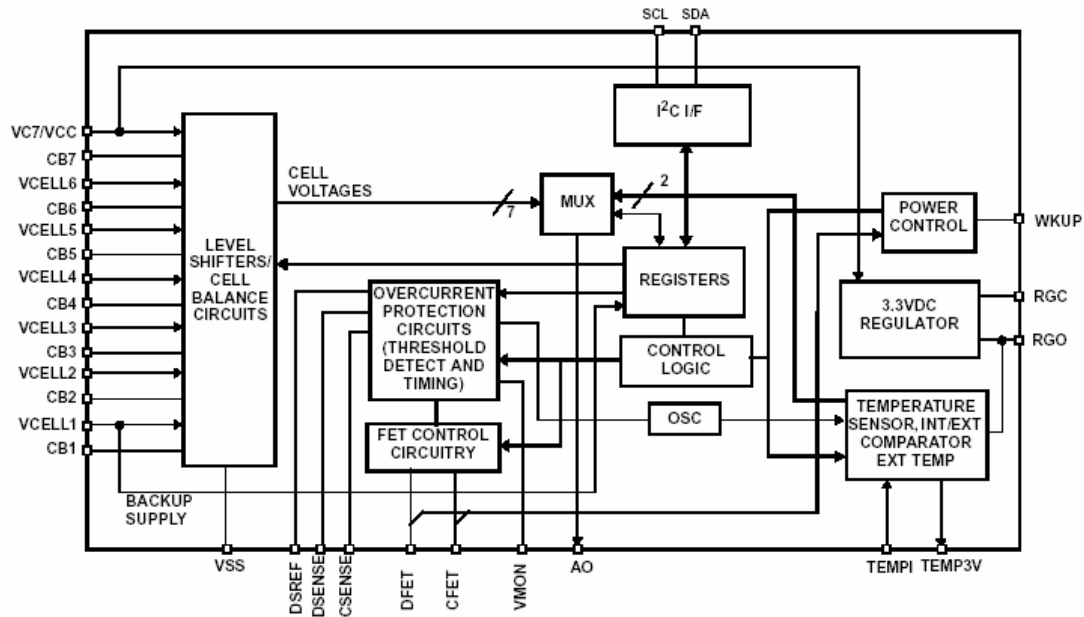 SCL SDA
I2C I/F
VC7/VCC
CB7
VCELL6
CB6
VCELL5
CB5
VCELL4
CB4
VCELL3
CB3
VCELL2
CB2
VCELL1
CB1
LEVEL
SHIFTERS/
CELL
BALANCE
CIRCUITS
CELL
VOLTAGES
7
MUX
2
REGISTERS
OVERCURRENT
PROTECTION
CIRCUITS
(THRESHOLD
DETECT AND
TIMING)
CONTROL
LOGIC
OSC
FET CONTROL
CIRCUITRY
POWER
CONTROL
WKUP
3.3VDC
REGULATOR
RGC
RGO
TEMPERATURE
SENSOR, INT/EXT
COMPARATOR
EXT TEMP
BACKUP
SUPPLY
VSS
DSREF
DSENSE
CSENSE
DFET
CFET
VMON
AO
TEMPI
TEMP3V